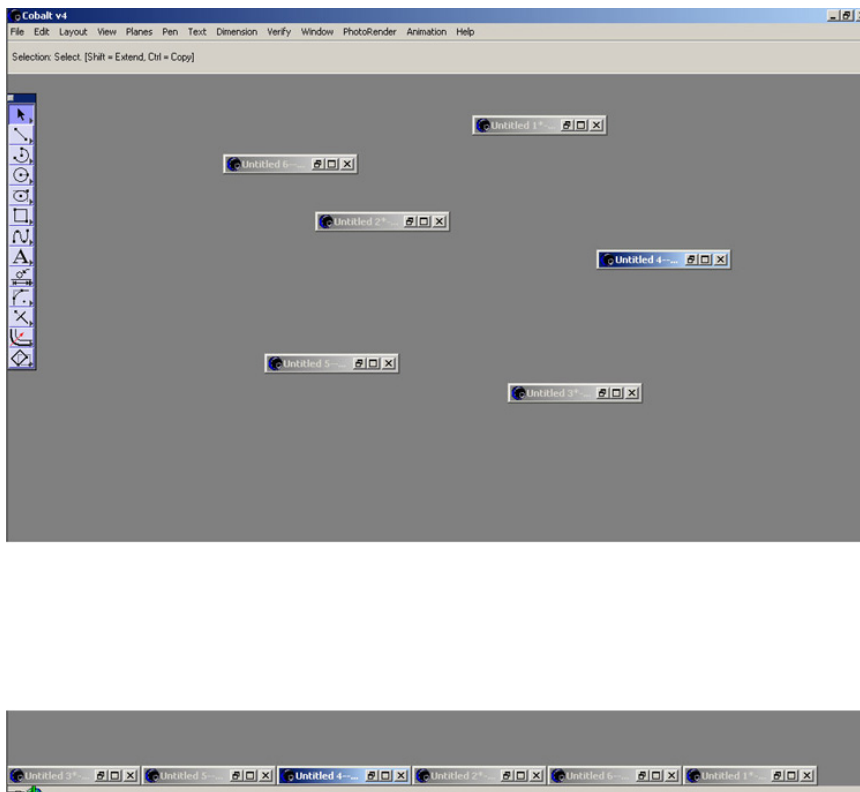 Cobalt v4
File Edit Layout View Planes Pen Text Dimension Verify Window PhotoRender Animation Help
Selection: Select. [Shift = Extend, Ctrl = Copy]
Untitled 1*-...
Untitled 6--...
Untitled 2*-...
Untitled 4--...
Untitled 5--...
Untitled 3*-...
A
Untitled 3*-... Untitled 5--... Untitled 4--... Untitled 2*-... Untitled 6--... Untitled 1*-...